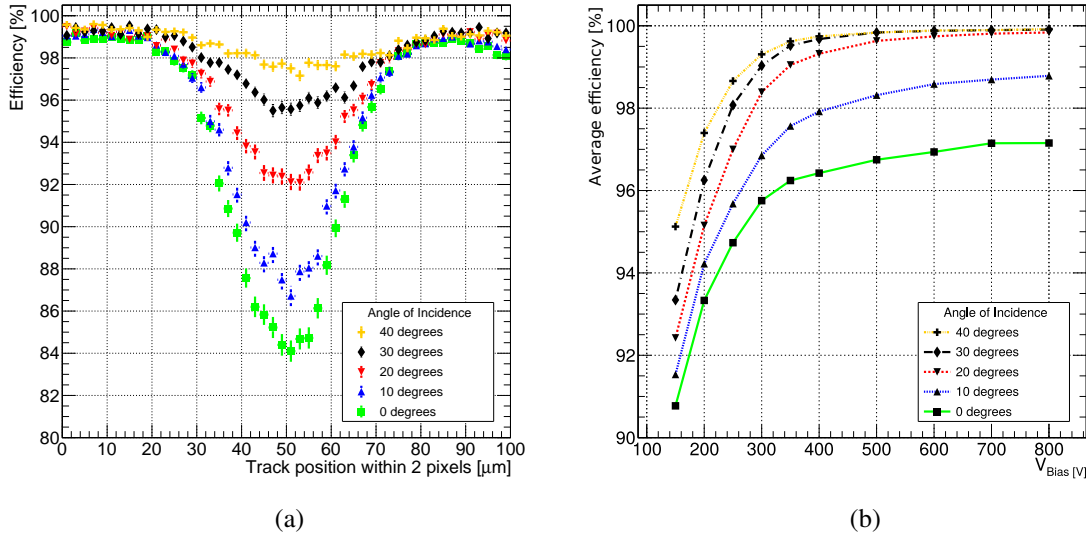 Efficiency [%]
100
98
96
94
92
90
88
86
84
82
80
0 10 20 30 40 50 60 70 80 90 100
Track position within 2 pixels [μm]
Angle of Incidence
40 degrees
30 degrees
20 degrees
10 degrees
0 degrees
(a)
Average efficiency [%]
100
98
96
94
92
90
100 200 300 400 500 600 700 800
V Bias [V]
Angle of Incidence
40 degrees
30 degrees
20 degrees
10 degrees
0 degrees
(b)